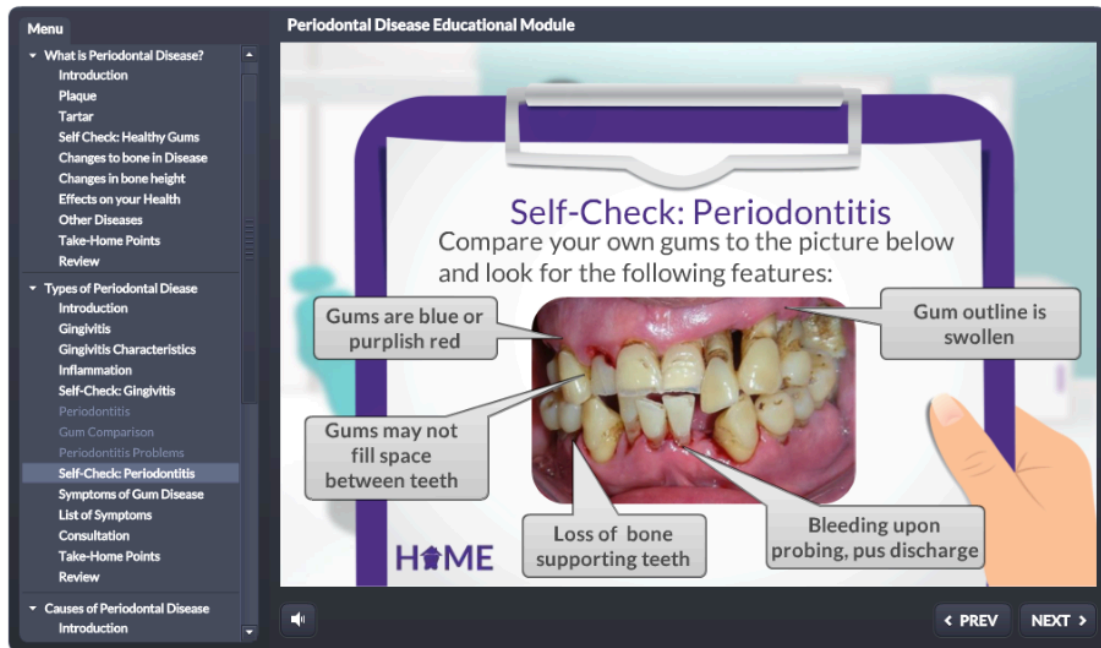 Menu
Periodontal Disease Educational Module
What is Periodontal Disease?
Introduction
Plaque
Tartar
Self Check: Healthy Gums
Changes to bone in Disease
Changes in bone height
Effects on your Health
Other Diseases
Take-Home Points
Review
Types of Periodontal Diease
Introduction
Gingivitis
Gingivitis Characteristics
Inflammation
Self-Check: Gingivitis
Periodontitis
Gum Comparison
Periodontitis Problems
Self-Check: Periodontitis
Symptoms of Gum Disease
List of Symptoms
Consultation
Take-Home Points
Review
Causes of Periodontal Disease
Introduction
Self-Check: Periodontitis
Compare your own gums to the picture below
and look for the following features:
Gums are blue or
purplish red
Gum outline is
swollen
Gums may not
fill space
between teeth
Loss of bone
supporting teeth
Bleeding upon
probing, pus discharge
HOME
< PREV
NEXT >